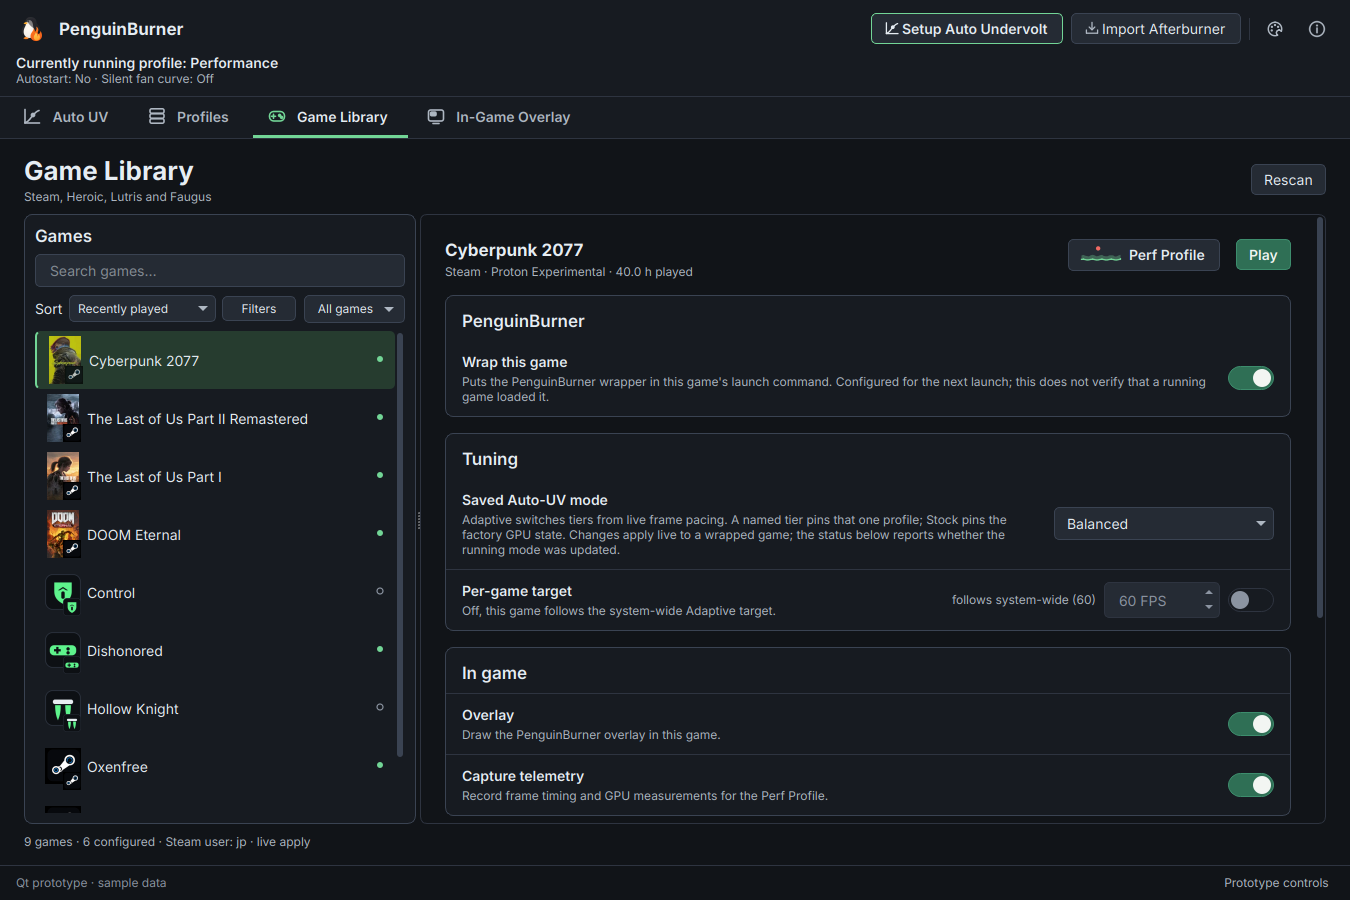 PenguinBurner
Setup Auto Undervolt
Import Afterburner
Currently running profile: Performance
Autostart: No · Silent fan curve: Off
Auto UV
Profiles
Game Library
In-Game Overlay
Game Library
Steam, Heroic, Lutris and Faugus
Rescan
Games
Search games...
Sort
Recently played
Filters
All games
Cyberpunk 2077
The Last of Us Part II Remastered
The Last of Us Part I
DOOM
DOOM Eternal
Control
Dishonored
Hollow Knight
Oxenfree
Cyberpunk 2077
Steam · Proton Experimental · 40.0 h played
Perf Profile
Play
PenguinBurner
Wrap this game
Puts the PenguinBurner wrapper in this game's launch command. Configured for the next launch; this does not verify that a running
game loaded it.
Tuning
Saved Auto-UV mode
Adaptive switches tiers from live frame pacing. A named tier pins that one profile; Stock pins the
factory GPU state. Changes apply live to a wrapped game; the status below reports whether the
running mode was updated.
Balanced
Per-game target
Off, this game follows the system-wide Adaptive target.
follows system-wide (60)
60 FPS
In game
Overlay
Draw the PenguinBurner overlay in this game.
Capture telemetry
Record frame timing and GPU measurements for the Perf Profile.
9 games · 6 configured · Steam user: jp · live apply
Qt prototype · sample data
Prototype controls